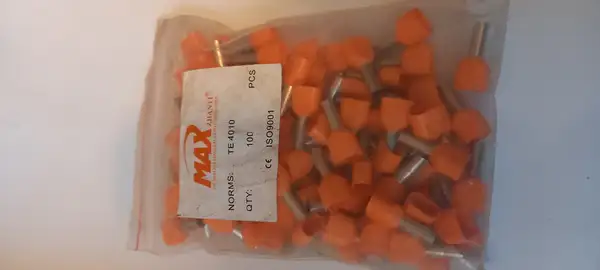 MAX
NORMS: TE 4010
QTY: 100 PCS
CE ISO9001